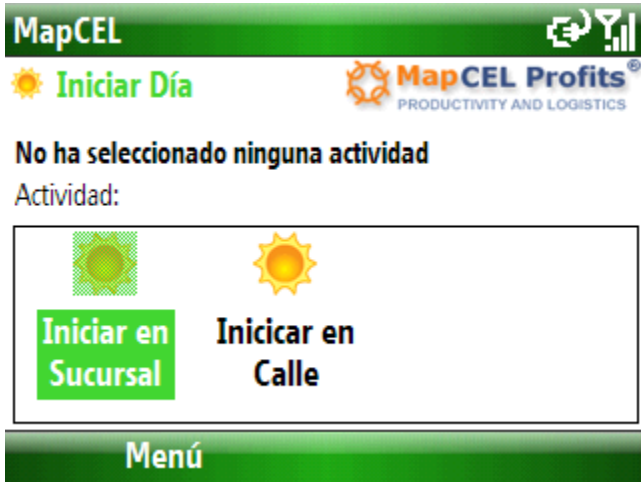 MapCEL
Iniciar Día
MapCEL Profits®
PRODUCTIVITY AND LOGISTICS
No ha seleccionado ninguna actividad
Actividad:
Iniciar en
Sucursal
Inicicar en
Calle
Menú